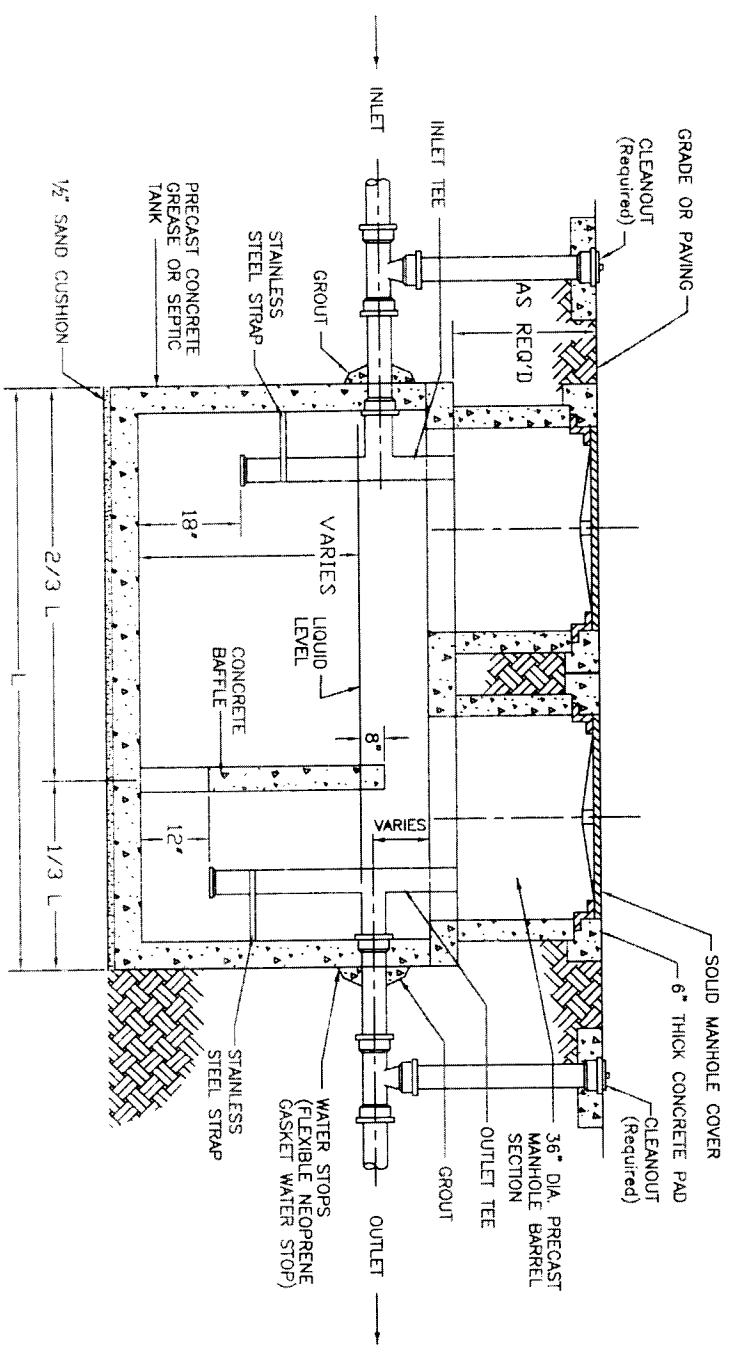 GRADE OR PAVING
CLEANOUT
(Required)
INLET TEE
INLET
AS REQ'D
GROUT
STAINLESS
STEEL STRAP
PRECAST CONCRETE
GREASE OR SEPTIC
TANK
1/2" SAND CUSHION
18"
VARIES
LIQUID
LEVEL
CONCRETE
BAFFLE
8"
12"
VARIES
2/3 L
1/3 L
L
SOLID MANHOLE COVER
6" THICK CONCRETE PAD
CLEANOUT
(Required)
36" DIA. PRECAST
MANHOLE BARREL
SECTION
OUTLET TEE
GROUT
OUTLET
WATER STOPS
(FLEXIBLE NEOPRENE
GASKET WATER STOP)
STAINLESS
STEEL STRAP